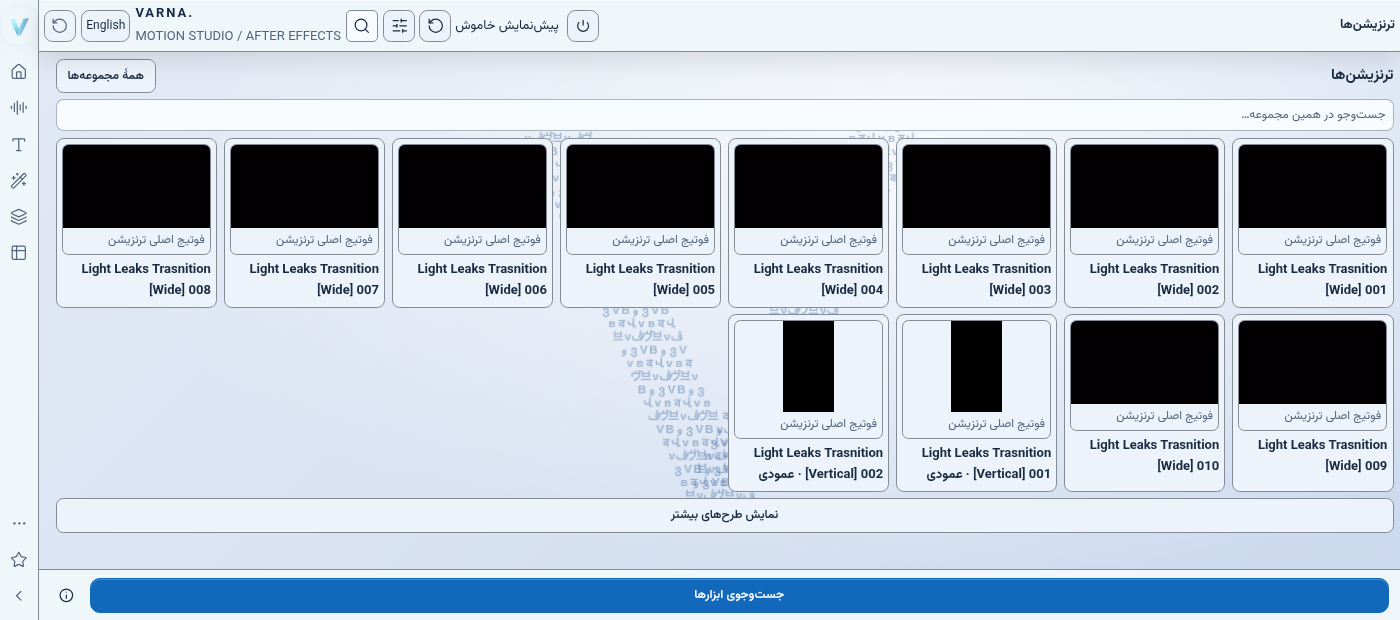 ترنزیشن‌ها
پیش‌نمایش خاموش
VARNA.
MOTION STUDIO / AFTER EFFECTS
English
ترنزیشن‌ها
همهٔ مجموعه‌ها
جست‌وجو در همین مجموعه…
فوتیج اصلی ترنزیشن
Light Leaks Trasnition
[Wide] 001
فوتیج اصلی ترنزیشن
Light Leaks Trasnition
[Wide] 002
فوتیج اصلی ترنزیشن
Light Leaks Trasnition
[Wide] 003
فوتیج اصلی ترنزیشن
Light Leaks Trasnition
[Wide] 004
فوتیج اصلی ترنزیشن
Light Leaks Trasnition
[Wide] 005
فوتیج اصلی ترنزیشن
Light Leaks Trasnition
[Wide] 006
فوتیج اصلی ترنزیشن
Light Leaks Trasnition
[Wide] 007
فوتیج اصلی ترنزیشن
Light Leaks Trasnition
[Wide] 008
فوتیج اصلی ترنزیشن
Light Leaks Trasnition
[Wide] 009
فوتیج اصلی ترنزیشن
Light Leaks Trasnition
[Wide] 010
فوتیج اصلی ترنزیشن
Light Leaks Trasnition
[Vertical] 001 · عمودی
فوتیج اصلی ترنزیشن
Light Leaks Trasnition
[Vertical] 002 · عمودی
نمایش طرح‌های بیشتر
جست‌وجوی ابزارها